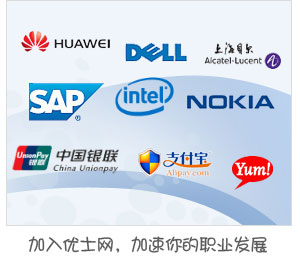 HUAWEI
DELL
上海贝尔
Alcatel-Lucent
SAP
intel
NOKIA
UnionPay
银联
中国银联
China Unionpay
支付宝
Alipay.com
Yum!
加入优士网，加速你的职业发展